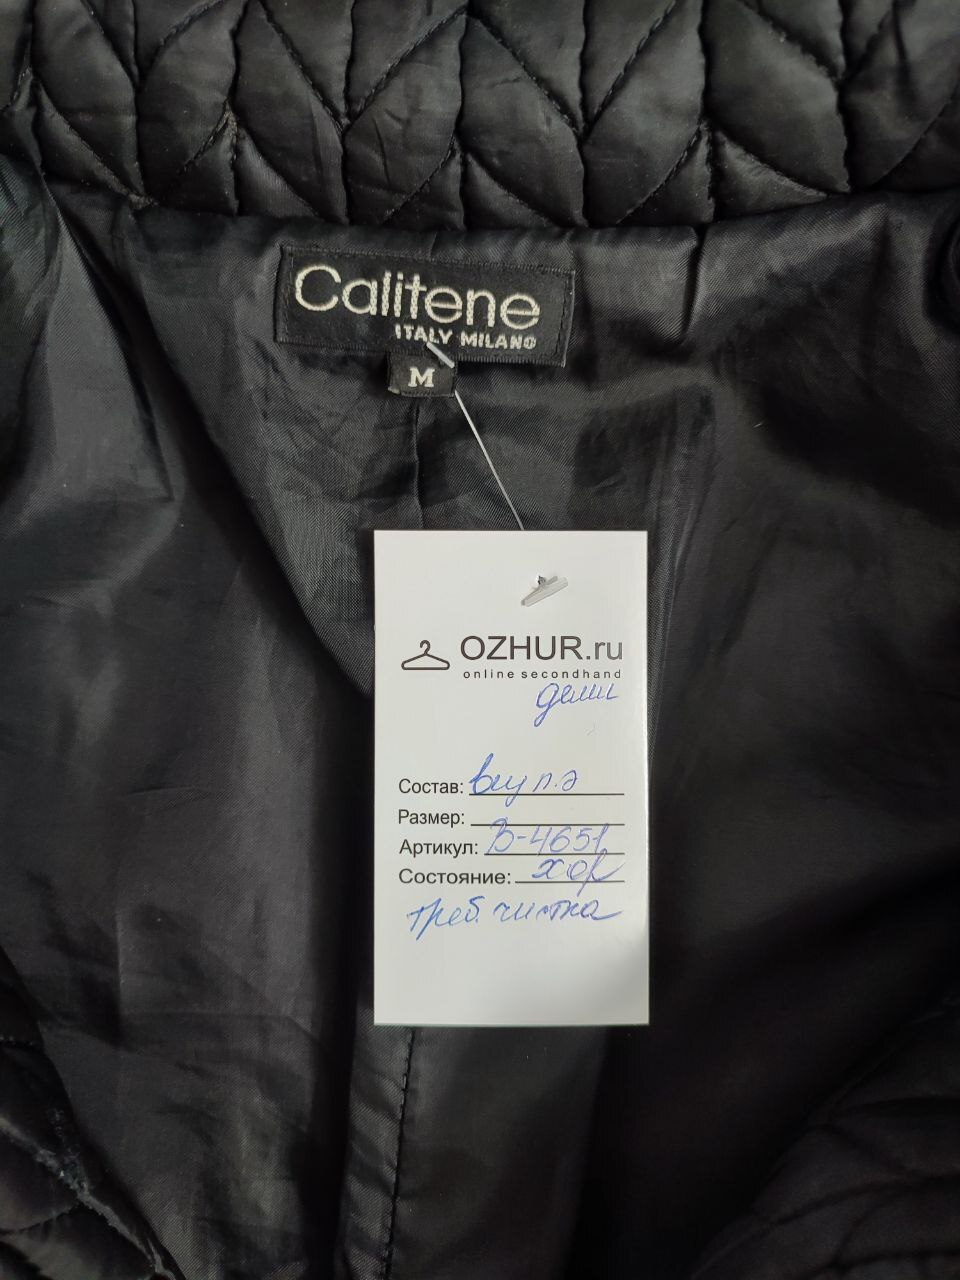 Calitene
ITALY MILANO
M
OZHUR.ru
online secondhand
деми
Состав: п.э
Размер:
Артикул: В-4651
Состояние: хор
треб. чистка